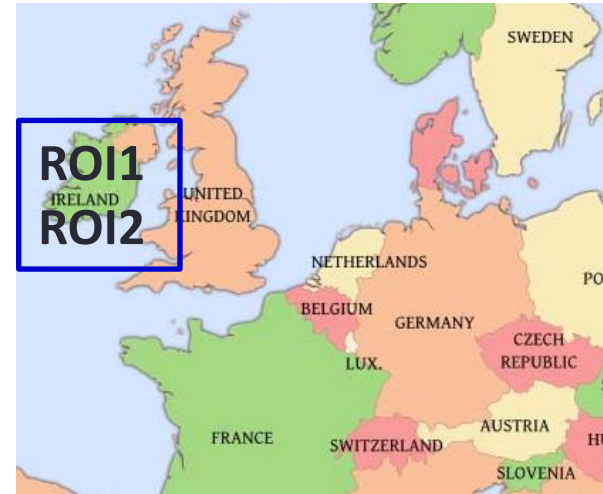 SWEDEN
ROI1
IRELAND
ROI2
UNITED
KINGDOM
NETHERLANDS
PO
BELGIUM
GERMANY
CZECH
REPUBLIC
LUX.
AUSTRIA
FRANCE
SWITZERLAND
HU
SLOVENIA